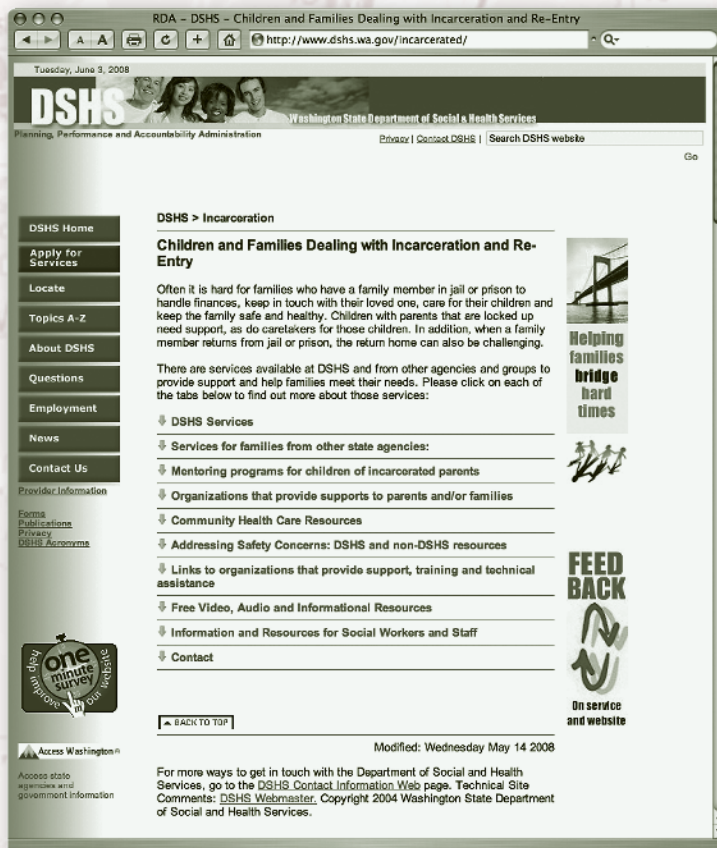 RDA – DSHS – Children and Families Dealing with Incarceration and Re-Entry
A A
http://www.dshs.wa.gov/incarcerated/
Tuesday, June 3, 2008
DSHS
Washington State Department of Social & Health Services
Planning, Performance and Accountability Administration
Privacy | Contact DSHS | Search DSHS website
Go
DSHS Home
Apply for
Services
Locate
Topics A-Z
About DSHS
Questions
Employment
News
Contact Us
Provider Information
Forms
Publications
Privacy
DSHS Acronyms
help improve our website
one
minute
survey
Access Washington®
Access state
agencies and
government information
DSHS > Incarceration
Children and Families Dealing with Incarceration and Re-
Entry
Often it is hard for families who have a family member in jail or prison to
handle finances, keep in touch with their loved one, care for their children and
keep the family safe and healthy. Children with parents that are locked up
need support, as do caretakers for those children. In addition, when a family
member returns from jail or prison, the return home can also be challenging.
There are services available at DSHS and from other agencies and groups to
provide support and help families meet their needs. Please click on each of
the tabs below to find out more about those services:
DSHS Services
Services for families from other state agencies:
Mentoring programs for children of incarcerated parents
Organizations that provide supports to parents and/or families
Community Health Care Resources
Addressing Safety Concerns: DSHS and non-DSHS resources
Links to organizations that provide support, training and technical
assistance
Free Video, Audio and Informational Resources
Information and Resources for Social Workers and Staff
Contact
BACK TO TOP
Modified: Wednesday May 14 2008
For more ways to get in touch with the Department of Social and Health
Services, go to the DSHS Contact Information Web page. Technical Site
Comments: DSHS Webmaster. Copyright 2004 Washington State Department
of Social and Health Services.
Helping
families
bridge
hard
times
FEED
BACK
On service
and website